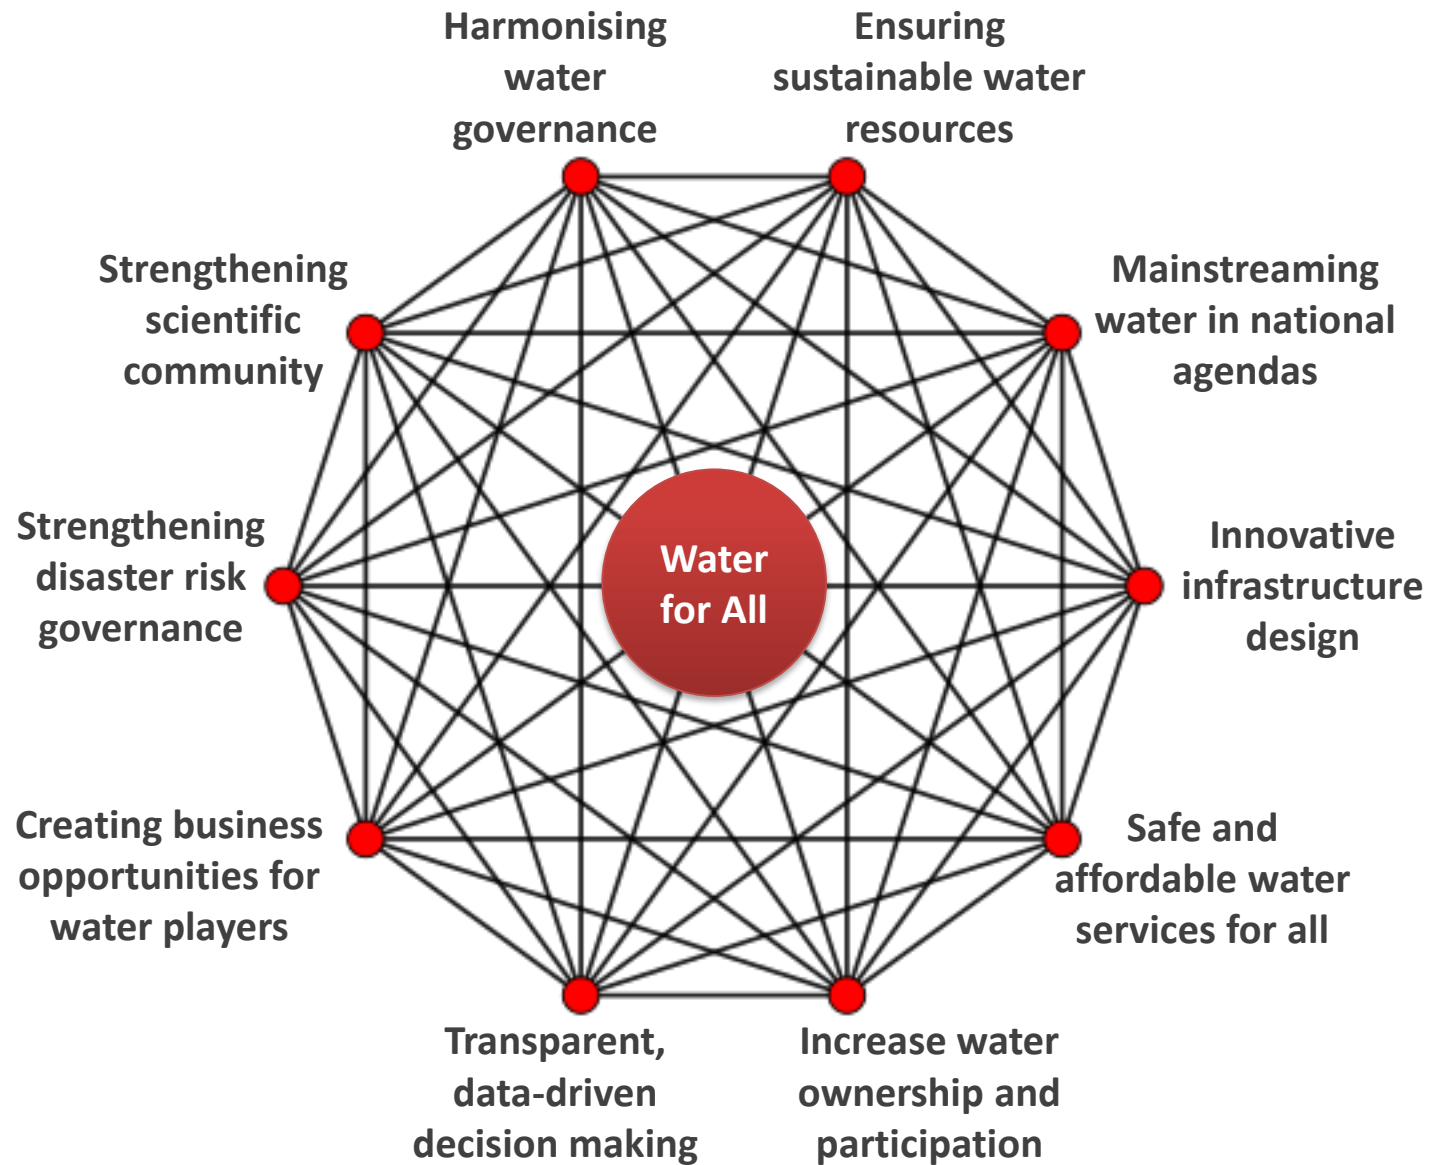 Harmonising
water
governance
Ensuring
sustainable water
resources
Strengthening
scientific
community
Mainstreaming
water in national
agendas
Strengthening
disaster risk
governance
Water
for All
Innovative
infrastructure
design
Creating business
opportunities for
water players
Safe and
affordable water
services for all
Transparent,
data-driven
decision making
Increase water
ownership and
participation